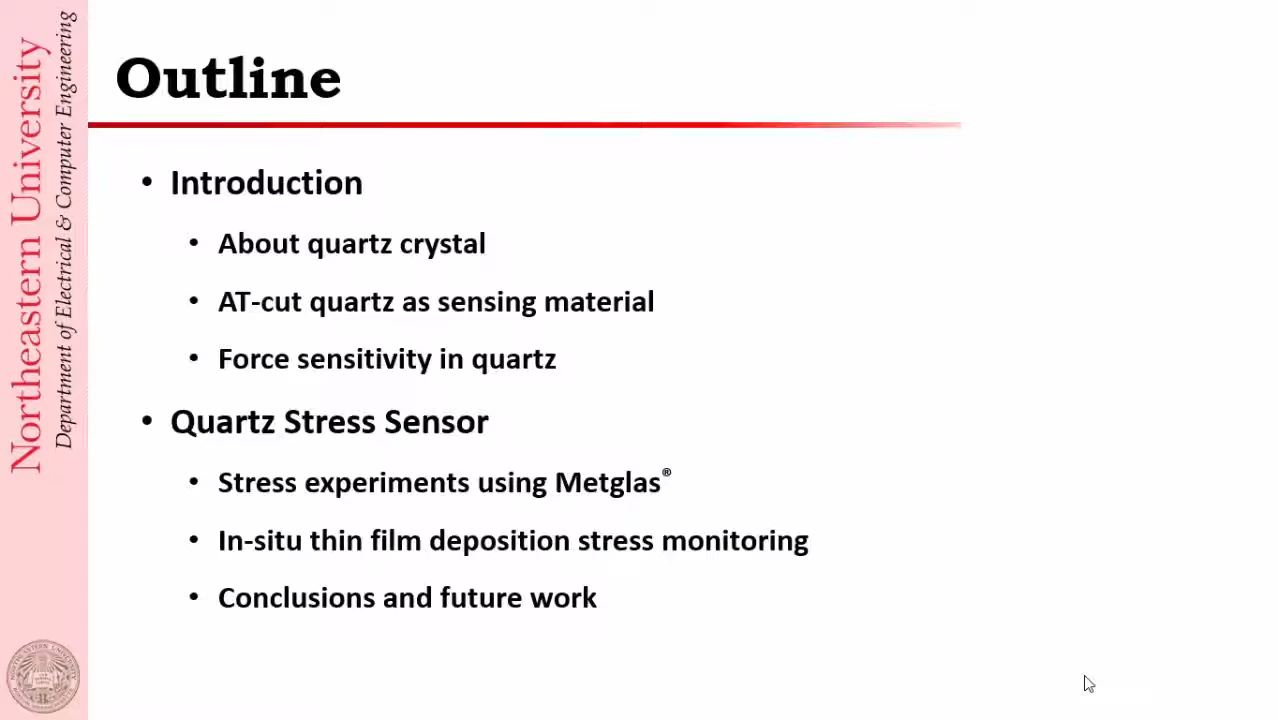 Northeastern University
Department of Electrical & Computer Engineering
Outline
• Introduction
• About quartz crystal
• AT-cut quartz as sensing material
• Force sensitivity in quartz
• Quartz Stress Sensor
• Stress experiments using Metglas®
• In-situ thin film deposition stress monitoring
• Conclusions and future work